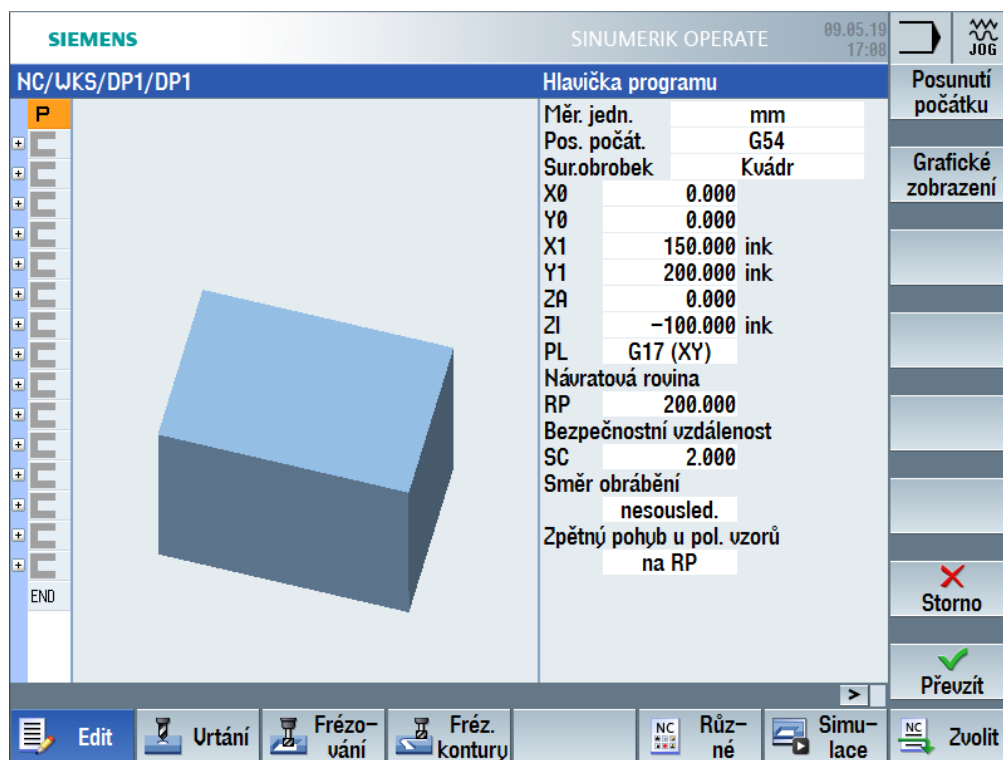 SIEMENS
SINUMERIK OPERATE
09.05.19
17:08
JOG
NC/WKS/DP1/DP1
Hlavička programu
P
END
Měr. jedn. mm
Pos. počát. G54
Sur.obrobek Kvádr
X0 0.000
Y0 0.000
X1 150.000 ink
Y1 200.000 ink
ZA 0.000
ZI -100.000 ink
PL G17 (XY)
Návratová rovina
RP 200.000
Bezpečnostní vzdálenost
SC 2.000
Směr obrábění
nesousled.
Zpětný pohyb u pol. vzorů
na RP
Posunutí
počátku
Grafické
zobrazení
Storno
Převzít
>
Edit
Vrtání
Frézo-
vání
Fréz.
kontury
NC
Růz-
né
Simu-
lace
NC
Zvolit